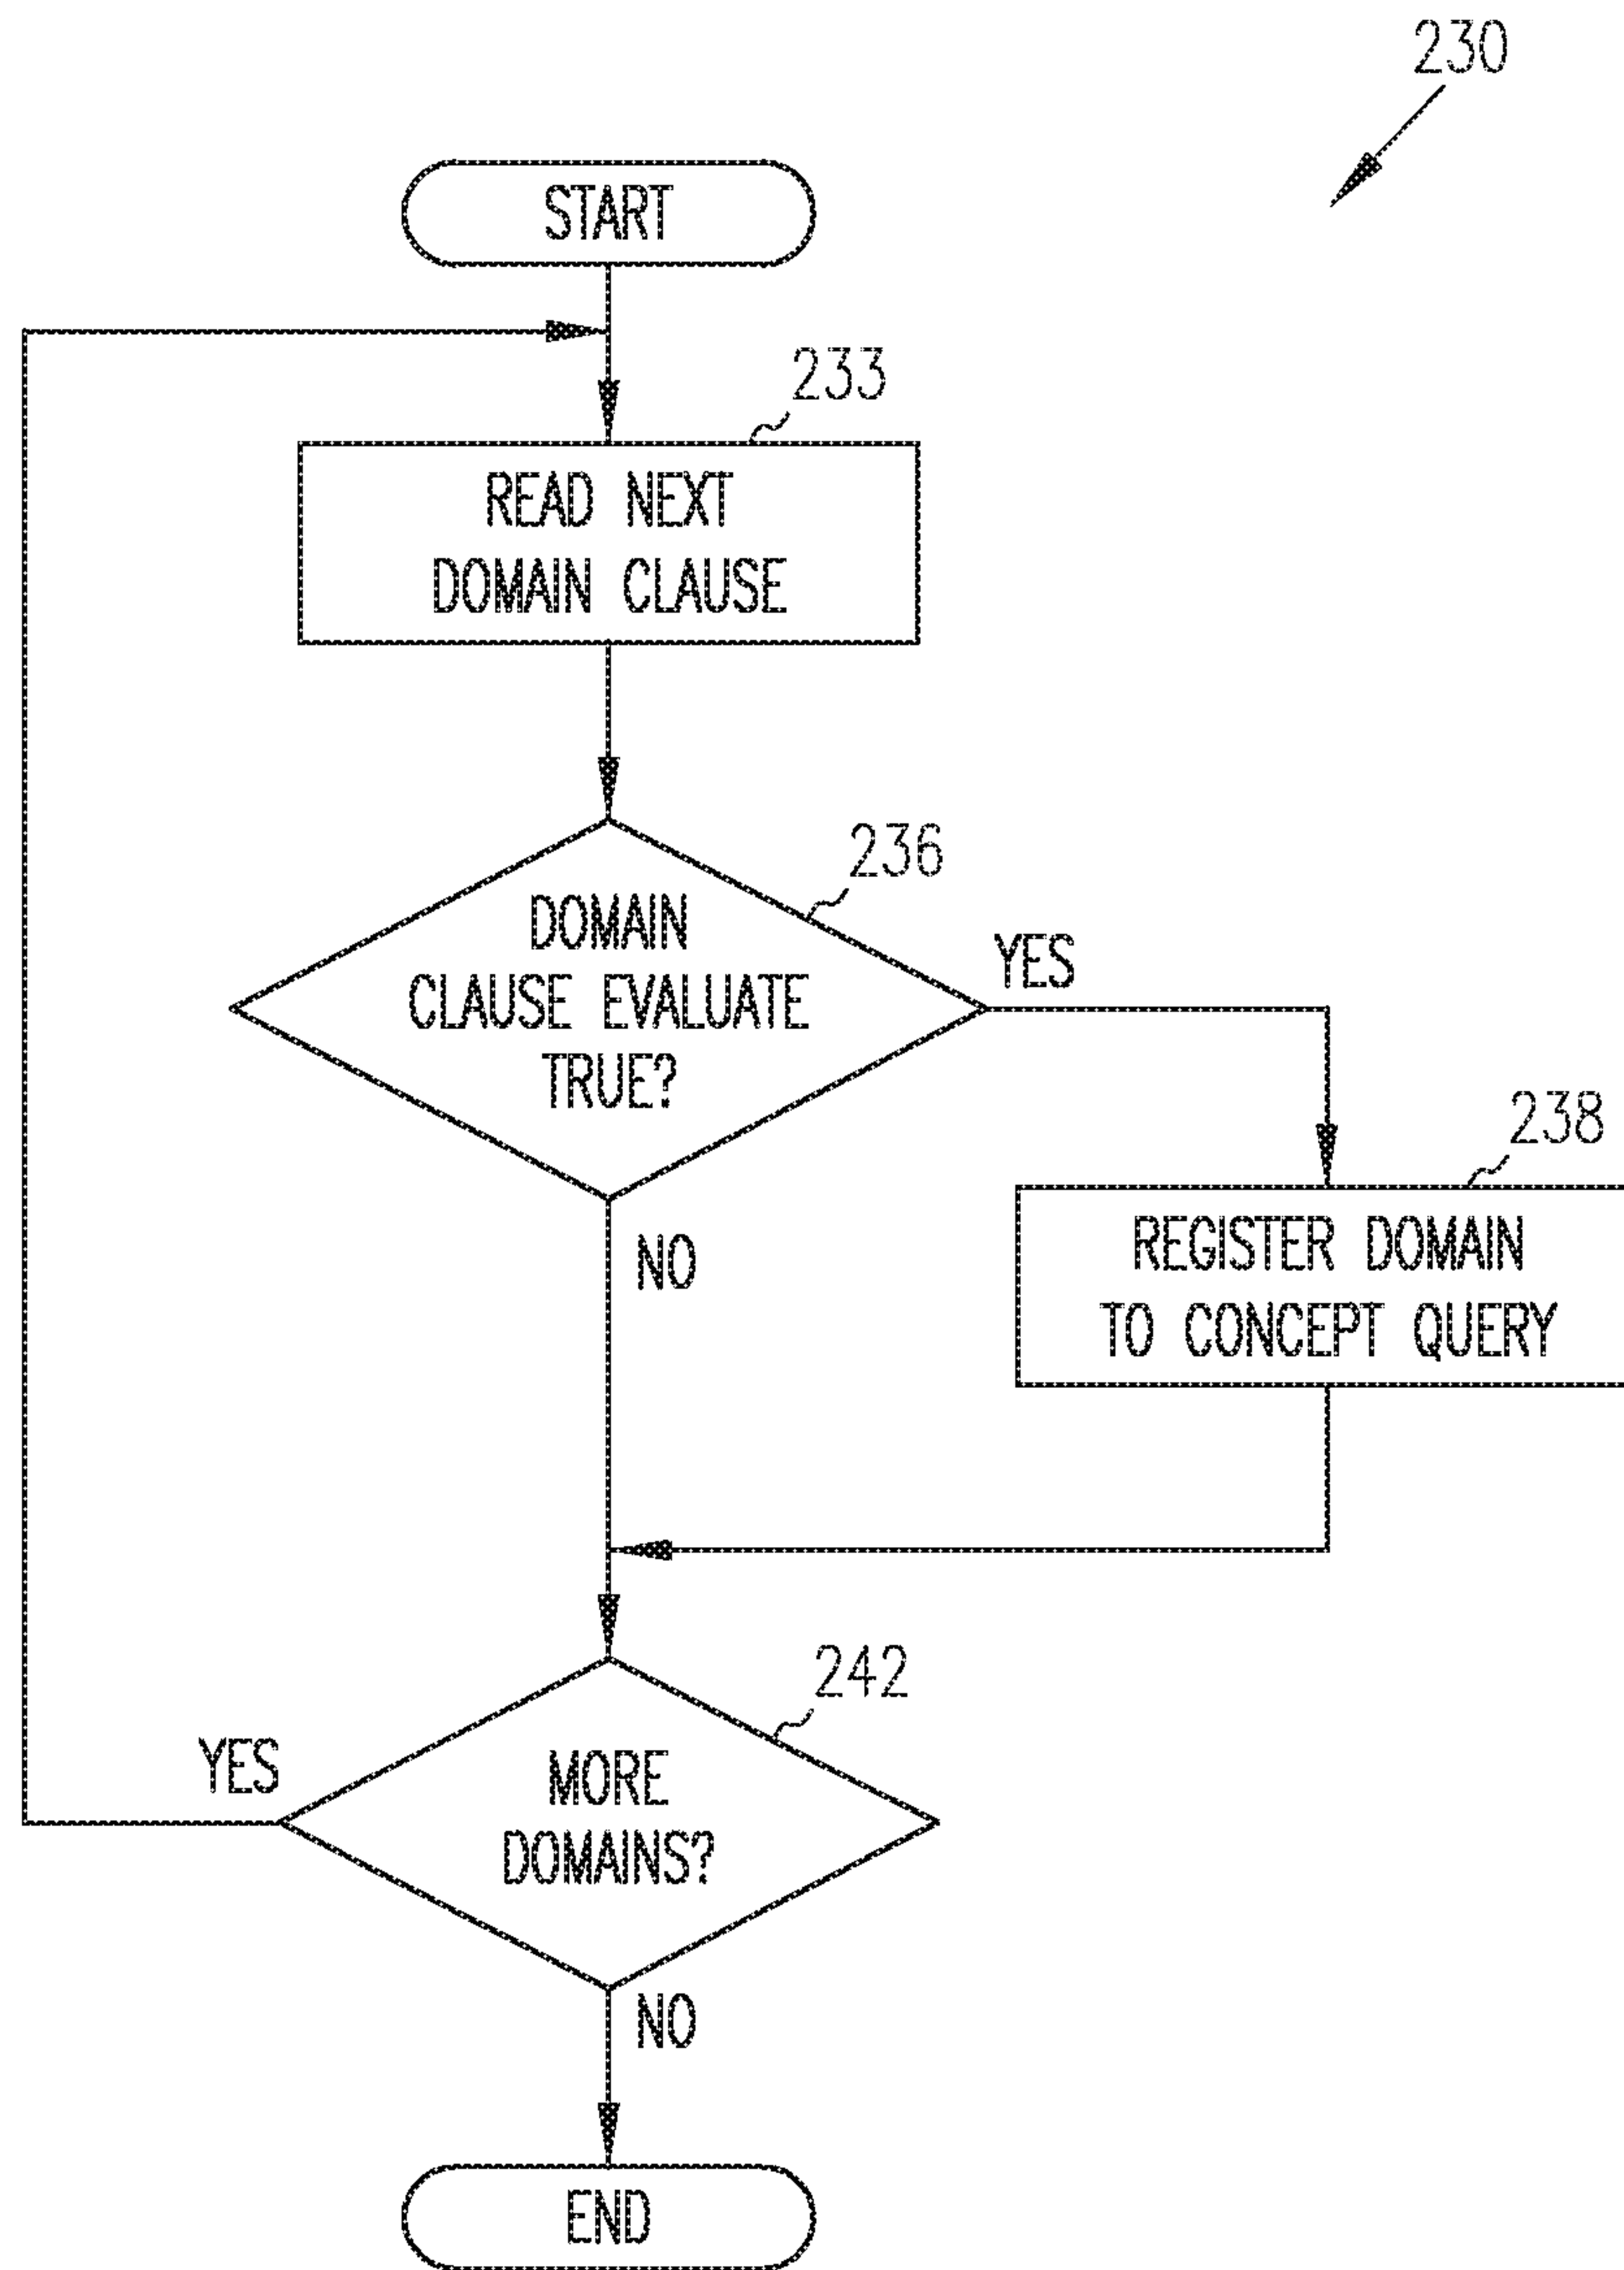 230
START
233
READ NEXT
DOMAIN CLAUSE
236
DOMAIN
CLAUSE EVALUATE
TRUE?
YES
238
REGISTER DOMAIN
TO CONCEPT QUERY
NO
242
YES
MORE
DOMAINS?
NO
END